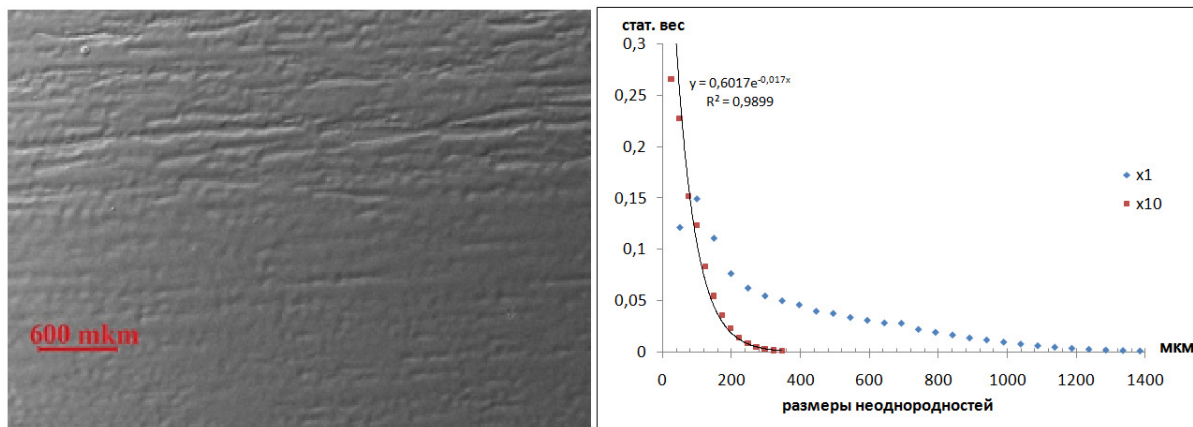 600 mkm
стат. вес
0,3
0,25
0,2
0,15
0,1
0,05
0
y = 0,6017e^-0,017x
R² = 0,9899
x1
x10
0 200 400 600 800 1000 1200 1400
мкм
размеры неоднородностей